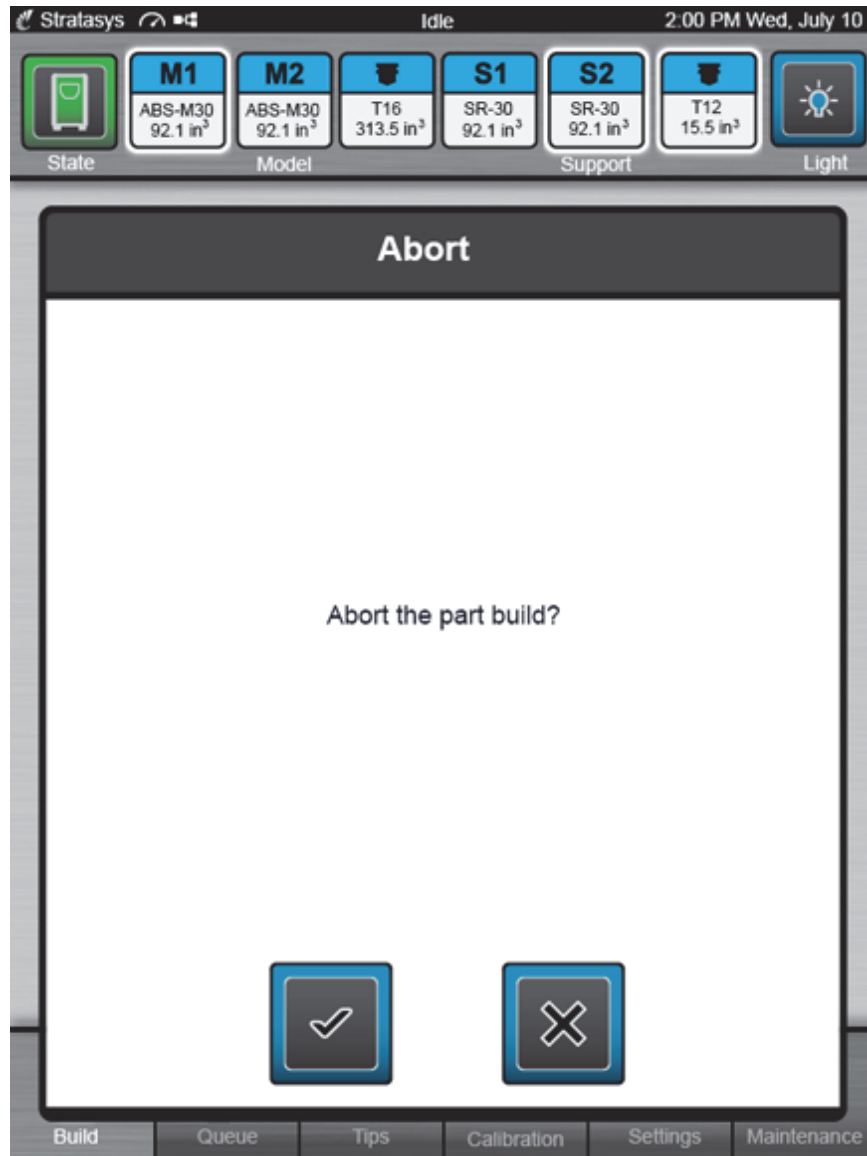 Stratasys Idle 2:00 PM Wed, July 10
M1 M2 S1 S2
ABS-M30 ABS-M30 T16 SR-30 SR-30 T12
92.1 in³ 92.1 in³ 313.5 in³ 92.1 in³ 92.1 in³ 15.5 in³
State Model Support Light
Abort
Abort the part build?
Build Queue Tips Calibration Settings Maintenance